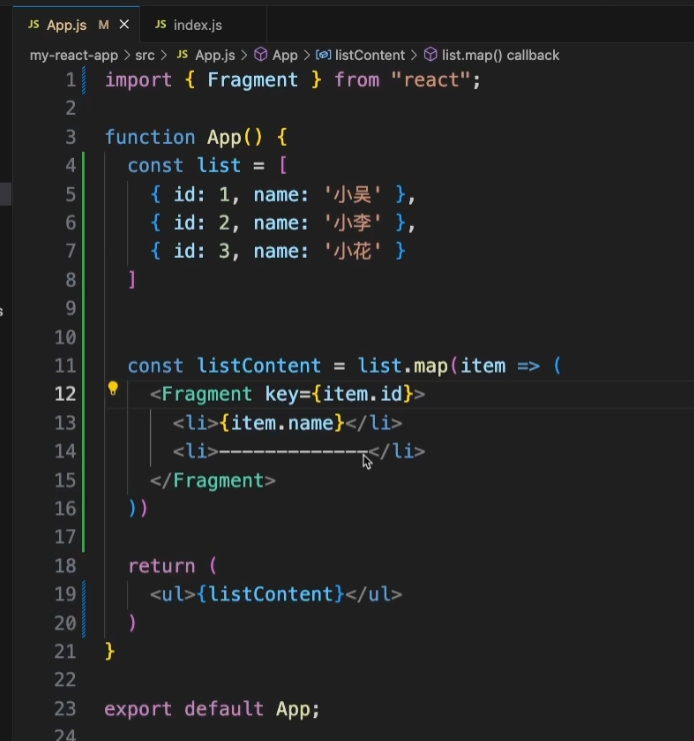 JS App.js M ×
JS index.js
my-react-app > src > JS App.js > App > listContent > list.map() callback
1 import { Fragment } from "react";
2
3 function App() {
4 const list = [
5 { id: 1, name: '小吴' },
6 { id: 2, name: '小李' },
7 { id: 3, name: '小花' }
8 ]
9
10
11 const listContent = list.map(item => (
12 <Fragment key={item.id}>
13 <li>{item.name}</li>
14 <li>-------------</li>
15 </Fragment>
16 ))
17
18 return (
19 <ul>{listContent}</ul>
20 )
21 }
22
23 export default App;
24